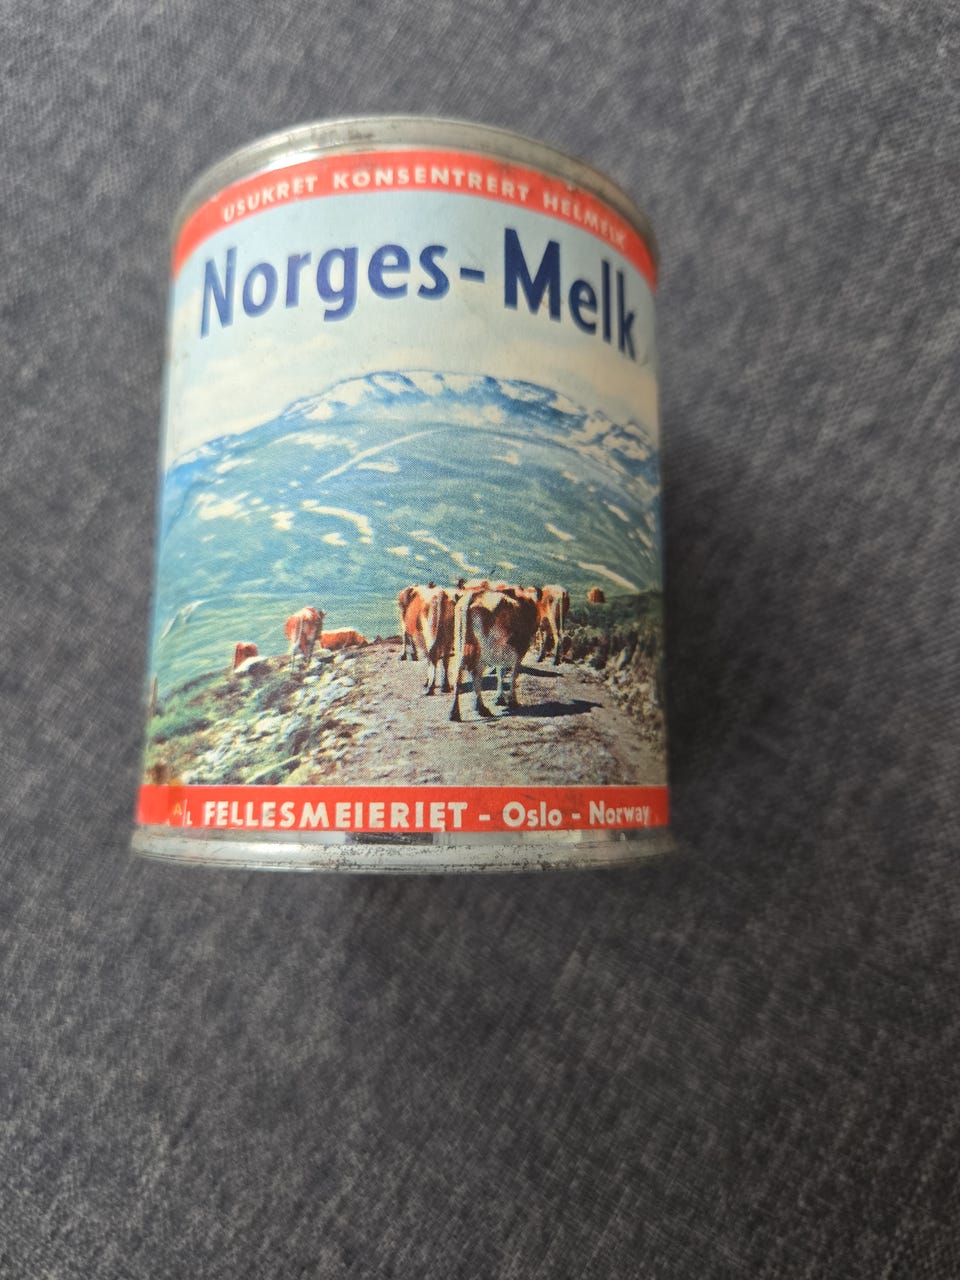 USUKRET KONSENTRERT HELMELK
Norges-Melk
A/L FELLESMEIERIET - Oslo - Norway